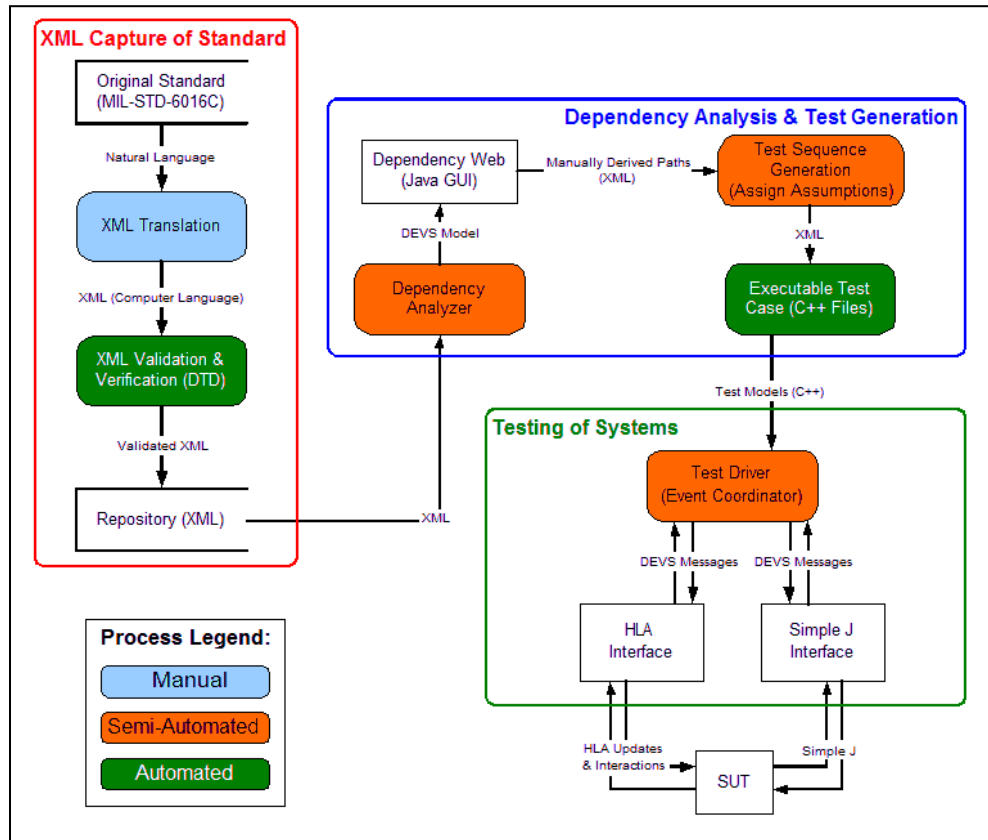 XML Capture of Standard
Original Standard
(MIL-STD-6016C)
Natural Language
XML Translation
XML (Computer Language)
XML Validation &
Verification (DTD)
Validated XML
Repository (XML)
XML
Dependency Analysis & Test Generation
Dependency Web
(Java GUI)
Manually Derived Paths
(XML)
Test Sequence
Generation
(Assign Assumptions)
DEVS Model
XML
Dependency
Analyzer
Executable Test
Case (C++ Files)
Test Models (C++)
Testing of Systems
Test Driver
(Event Coordinator)
DEVS Messages
DEVS Messages
HLA
Interface
Simple J
Interface
HLA Updates
& Interactions
Simple J
SUT
Process Legend:
Manual
Semi-Automated
Automated